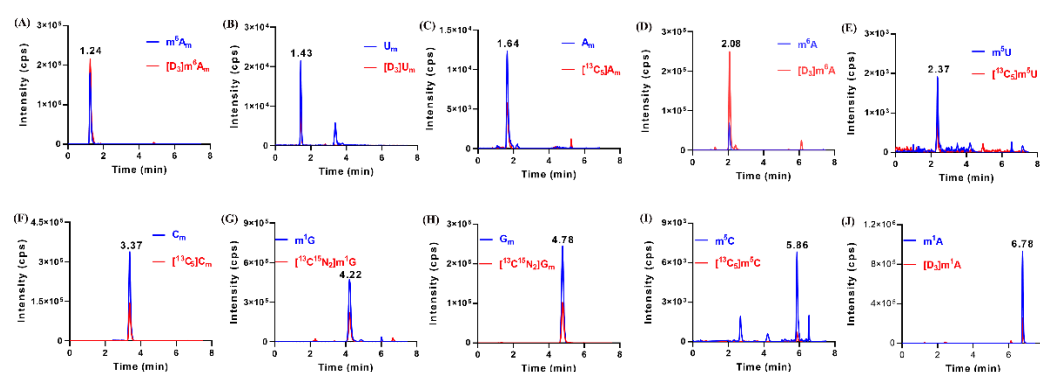 (A)
Intensity (cps)
3×10⁶
2×10⁶
1×10⁶
0
1.24
m⁶Aₘ
[D₃]m⁶Aₘ
0 2 4 6 8
Time (min)
(B)
Intensity (cps)
3×10⁴
2×10⁴
1×10⁴
0
1.43
Uₘ
[D₃]Uₘ
0 2 4 6 8
Time (min)
(C)
Intensity (cps)
1.5×10⁴
1×10⁴
5×10³
0
1.64
Aₘ
[¹³C₅]Aₘ
0 2 4 6 8
Time (min)
(D)
Intensity (cps)
3×10⁵
2×10⁵
1×10⁵
0
2.08
m⁶A
[D₃]m⁶A
0 2 4 6 8
Time (min)
(E)
Intensity (cps)
3×10³
2×10³
1×10³
0
2.37
m⁵U
[¹³C₅]m⁵U
0 2 4 6 8
Time (min)
(F)
Intensity (cps)
4.5×10⁵
3×10⁵
1.5×10⁵
0
3.37
Cₘ
[¹³C₅]Cₘ
0 2 4 6 8
Time (min)
(G)
Intensity (cps)
9×10⁵
6×10⁵
3×10⁵
0
m¹G
[¹³C¹⁵N₂]m¹G
4.22
0 2 4 6 8
Time (min)
(H)
Intensity (cps)
3×10⁵
2×10⁵
1×10⁵
0
4.78
Gₘ
[¹³C¹⁵N₂]Gₘ
0 2 4 6 8
Time (min)
(I)
Intensity (cps)
9×10³
6×10³
3×10³
0
5.86
m⁵C
[¹³C₅]m⁵C
0 2 4 6 8
Time (min)
(J)
Intensity (cps)
1.2×10⁶
8×10⁵
4×10⁵
0
6.78
m¹A
[D₃]m¹A
0 2 4 6 8
Time (min)